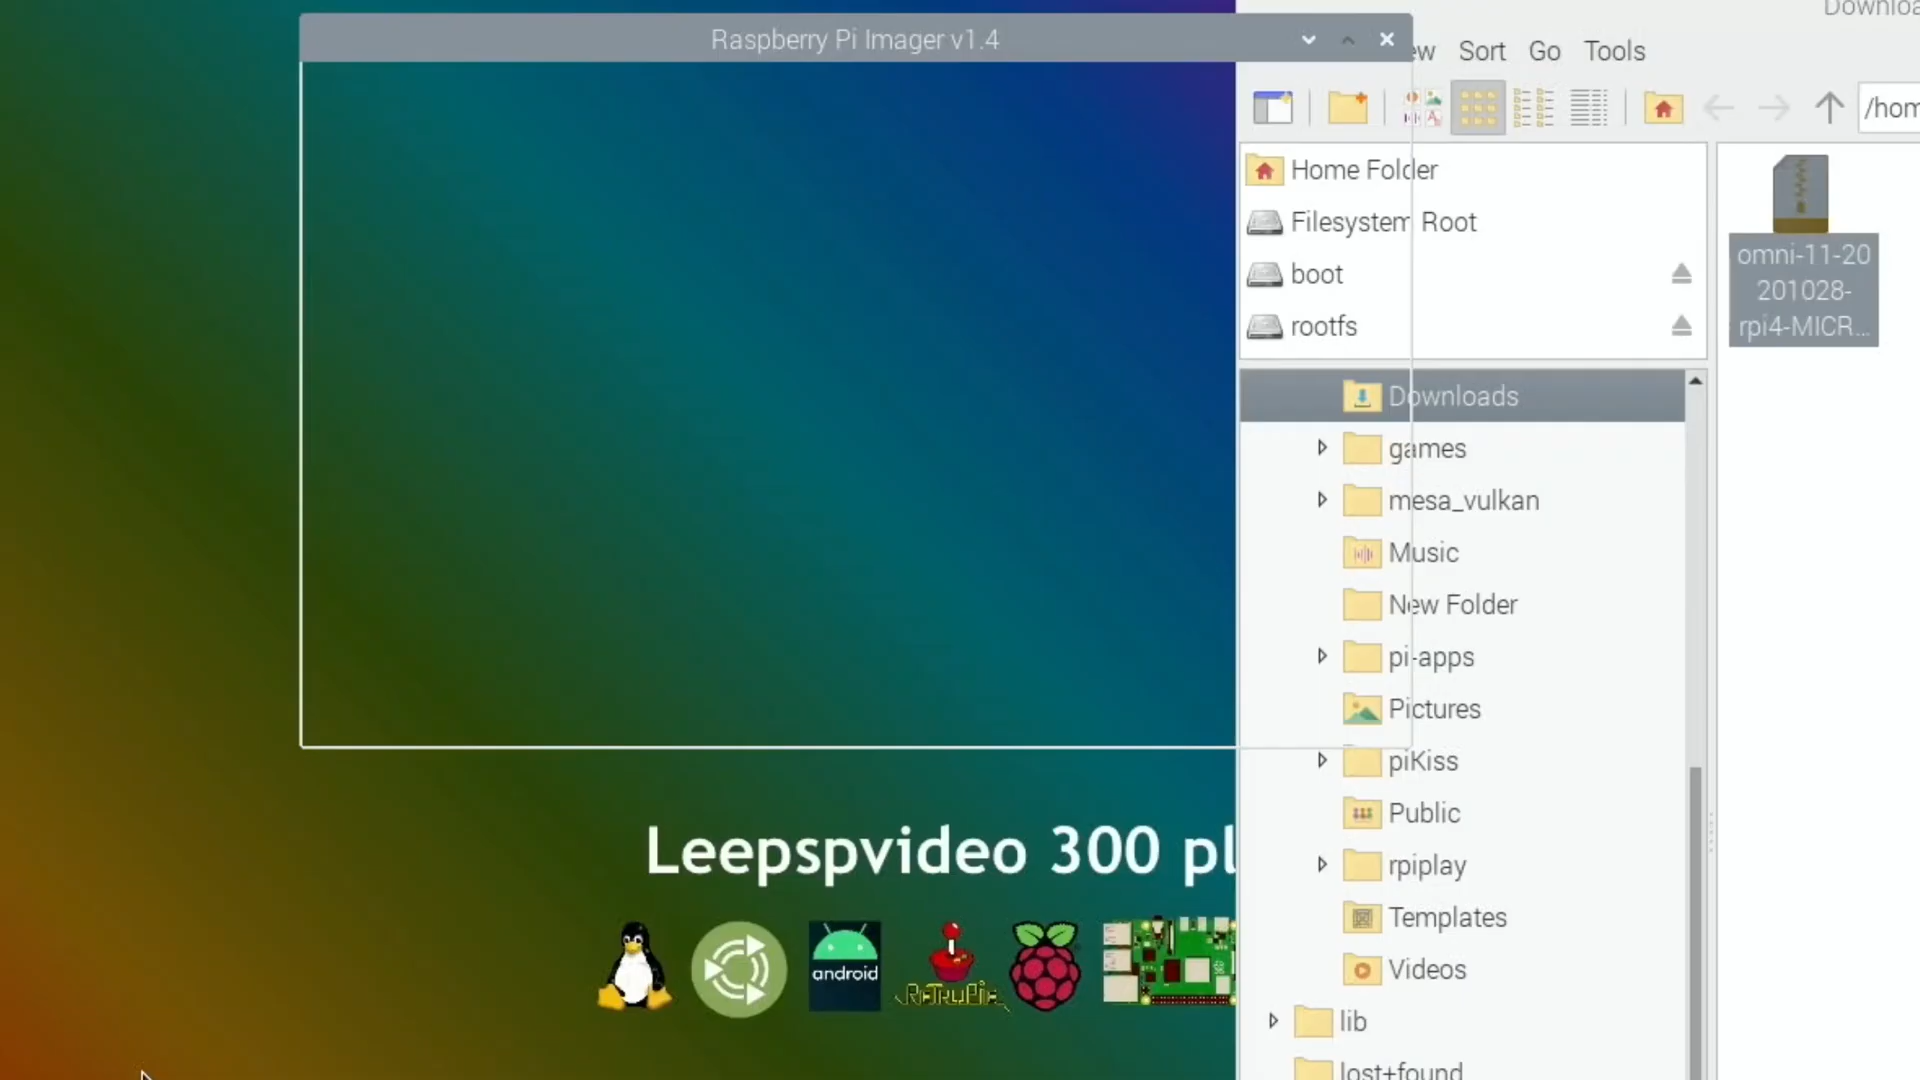 Downloa
Raspberry Pi Imager v1.4
ew Sort Go Tools
/hom
Home Folder
Filesystem Root
boot
rootfs
omni-11-20
201028-
rpi4-MICR...
Downloads
games
mesa_vulkan
Music
New Folder
pi-apps
Pictures
piKiss
Public
rpiplay
Templates
Videos
lib
lost+found
Leepspvideo 300 pl
android
RetroPie